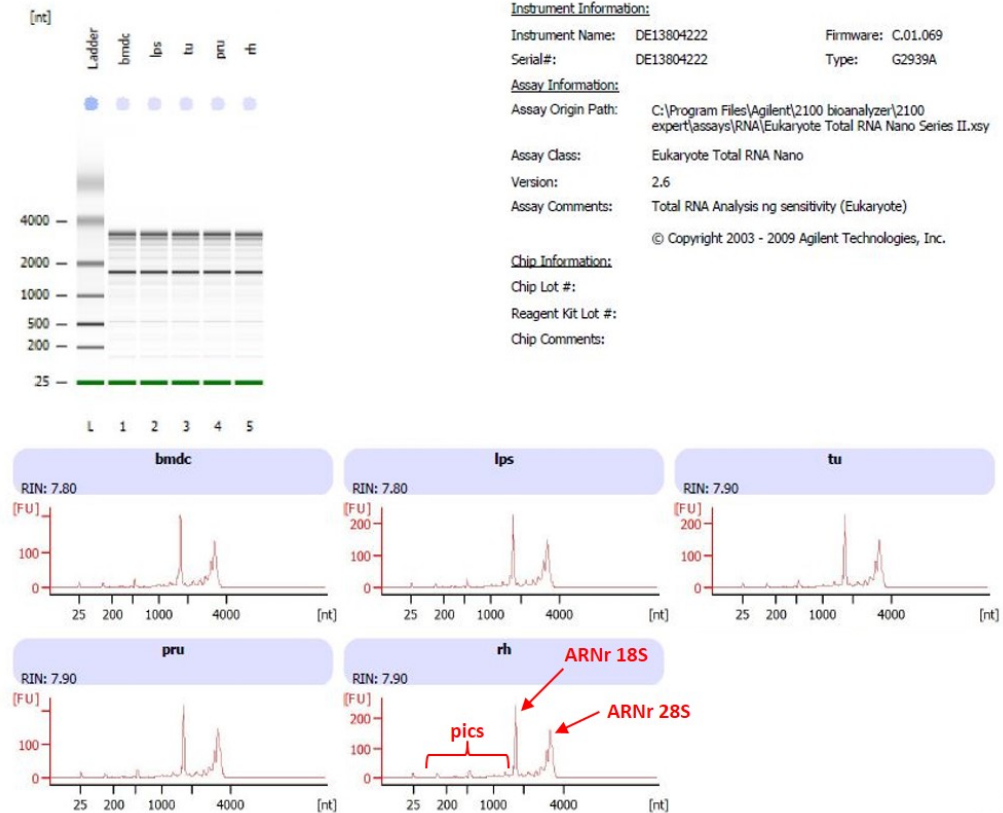 Instrument Information:
Instrument Name: DE13804222 Firmware: C.01.069
Serial#: DE13804222 Type: G2939A
Assay Information:
Assay Origin Path: C:\Program Files\Agilent\2100 bioanalyzer\2100
expert\assays\RNA\Eukaryote Total RNA Nano Series II.xsy
Assay Class: Eukaryote Total RNA Nano
Version: 2.6
Assay Comments: Total RNA Analysis ng sensitivity (Eukaryote)
© Copyright 2003 - 2009 Agilent Technologies, Inc.
Chip Information:
Chip Lot #:
Reagent Kit Lot #:
Chip Comments:
[nt]
Ladder bmdc lps tu pru rh
4000
2000
1000
500
200
25
L 1 2 3 4 5
bmdc
RIN: 7.80
[FU]
100
0
25 200 1000 4000 [nt]
lps
RIN: 7.80
[FU]
200
100
0
25 200 1000 4000 [nt]
tu
RIN: 7.90
[FU]
200
100
0
25 200 1000 4000 [nt]
pru
RIN: 7.90
[FU]
100
0
25 200 1000 4000 [nt]
rh
RIN: 7.90
[FU]
200
100
0
25 200 1000 4000 [nt]
ARNr 18S
ARNr 28S
pics